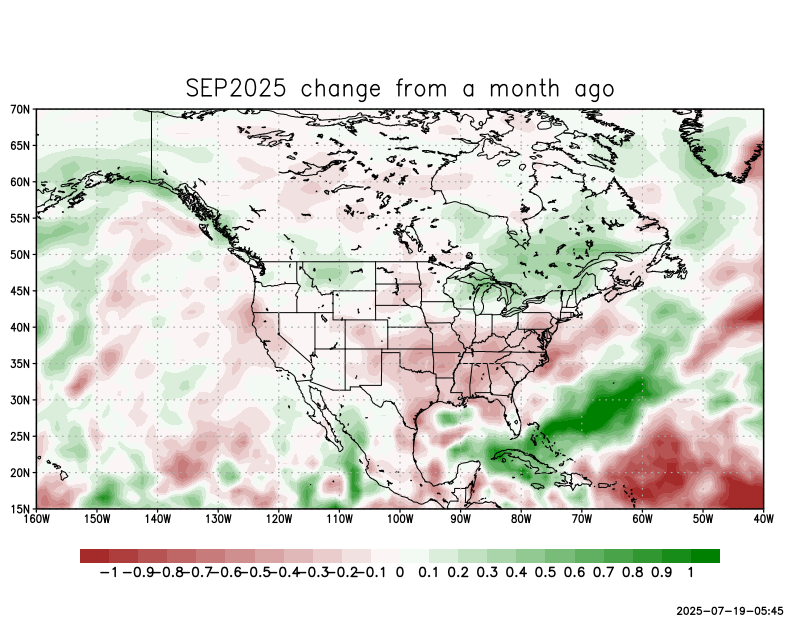 SEP2025 change from a month ago
70N
65N
60N
55N
50N
45N
40N
35N
30N
25N
20N
15N
160W 150W 140W 130W 120W 110W 100W 90W 80W 70W 60W 50W 40W
-1 -0.9 -0.8 -0.7 -0.6 -0.5 -0.4 -0.3 -0.2 -0.1 0 0.1 0.2 0.3 0.4 0.5 0.6 0.7 0.8 0.9 1
2025-07-19-05:45